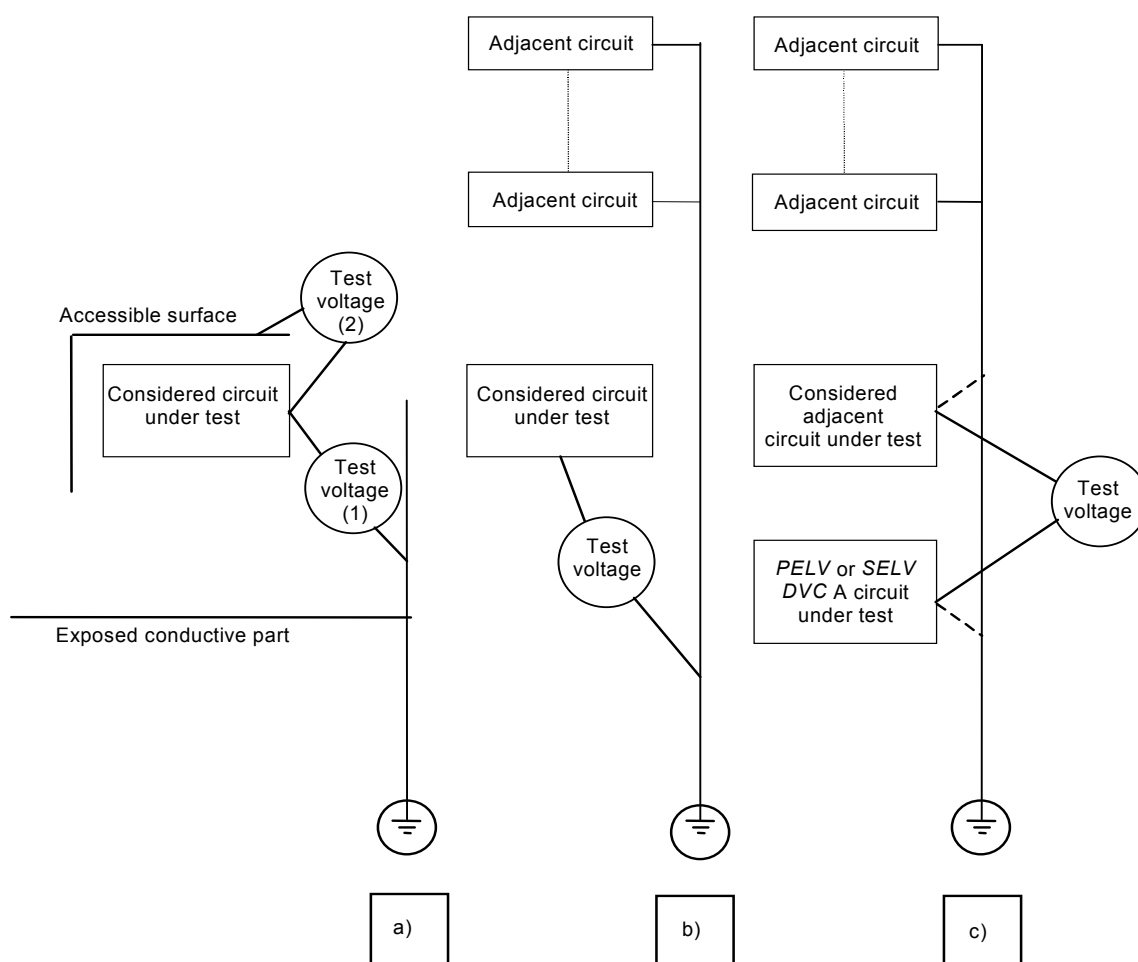 Adjacent circuit
Adjacent circuit
Adjacent circuit
Adjacent circuit
Test
voltage
(2)
Accessible surface
Considered circuit
under test
Test
voltage
(1)
Exposed conductive part
Considered circuit
under test
Test
voltage
Considered
adjacent
circuit under test
Test
voltage
PELV or SELV
DVC A circuit
under test
a)
b)
c)